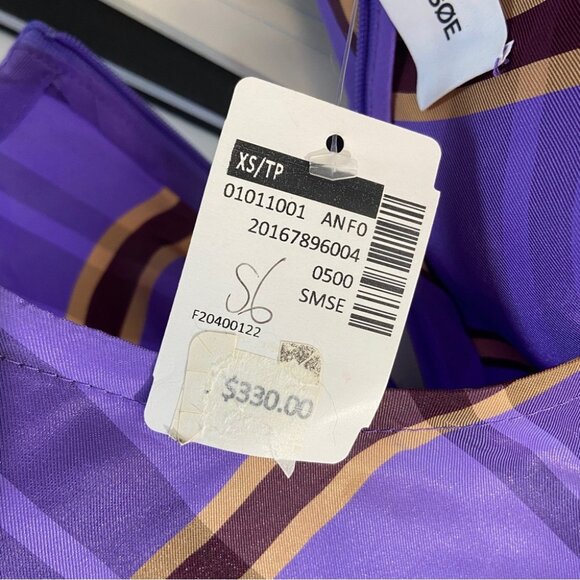 SØE
XS/TP
01011001 ANF0
20167896004
0500
SMSE
S6
F20400122
$330.00